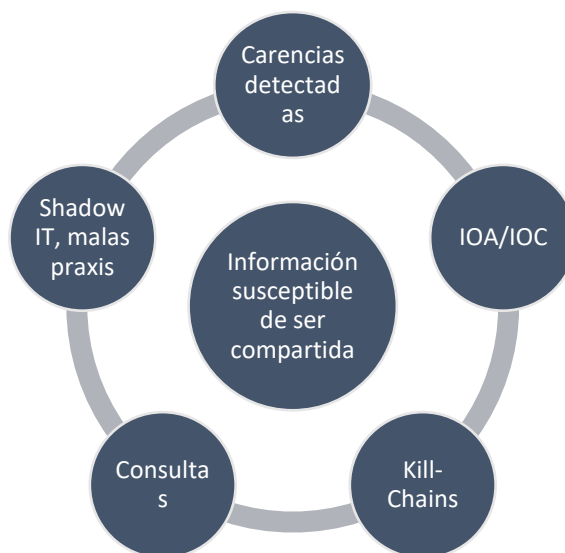 Carencias
detectad
as
Shadow
IT, malas
praxis
IOA/IOC
Información
susceptible
de ser
compartida
Consulta
s
Kill-
Chains